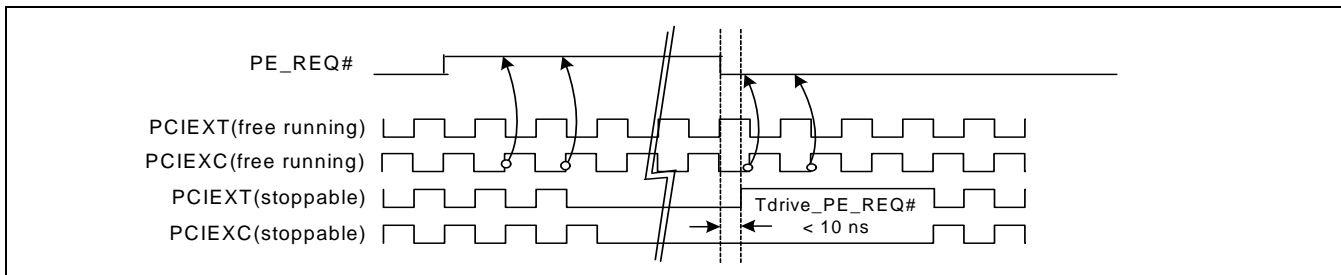 PE_REQ#
PCIEXT(free running)
PCIEXC(free running)
PCIEXT(stoppable)
Tdrive_PE_REQ#
< 10 ns
PCIEXC(stoppable)